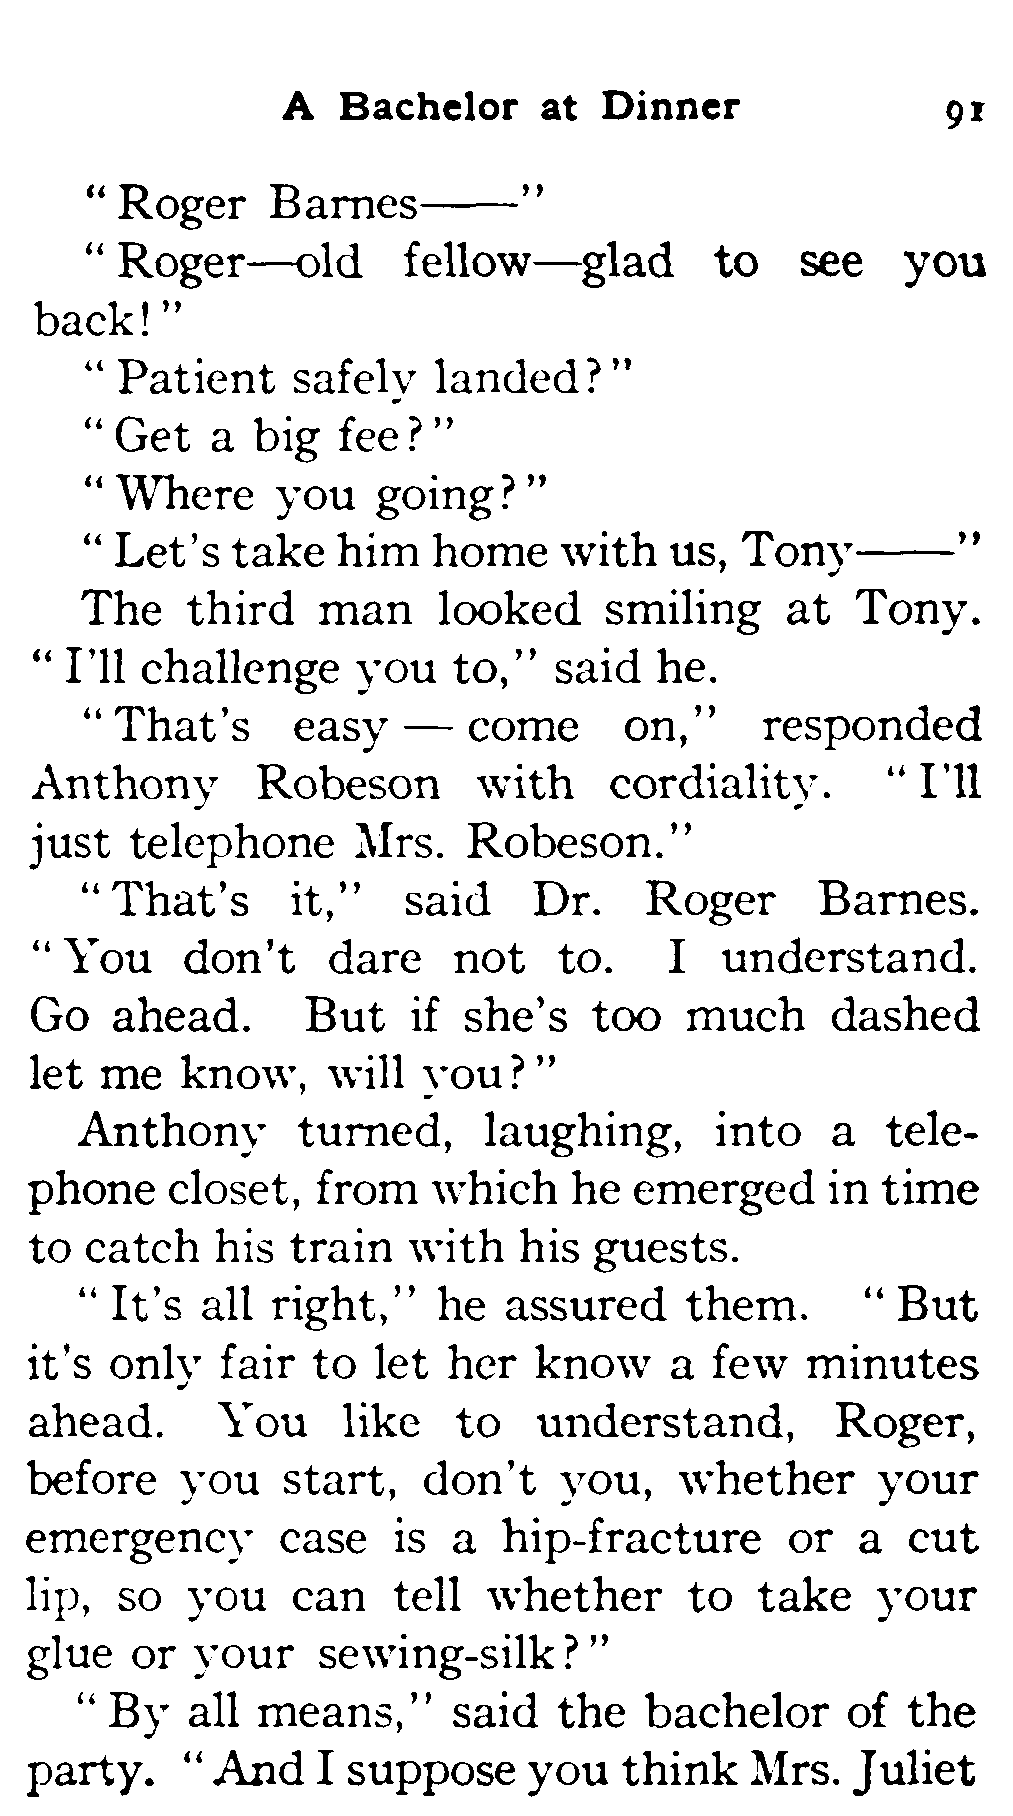 A Bachelor at Dinner 91
“ Roger Barnes——”
“ Roger—old fellow—glad to see you
back! ”
“ Patient safely landed? ”
“ Get a big fee? ”
“ Where you going? ”
“ Let's take him home with us, Tony——”
The third man looked smiling at Tony.
“ I'll challenge you to,” said he.
“ That's easy — come on,” responded
Anthony Robeson with cordiality. “ I'll
just telephone Mrs. Robeson.”
“ That's it,” said Dr. Roger Barnes.
“ You don't dare not to. I understand.
Go ahead. But if she's too much dashed
let me know, will you? ”
Anthony turned, laughing, into a tele-
phone closet, from which he emerged in time
to catch his train with his guests.
“ It's all right,” he assured them. “ But
it's only fair to let her know a few minutes
ahead. You like to understand, Roger,
before you start, don't you, whether your
emergency case is a hip-fracture or a cut
lip, so you can tell whether to take your
glue or your sewing-silk? ”
“ By all means,” said the bachelor of the
party. “ And I suppose you think Mrs. Juliet